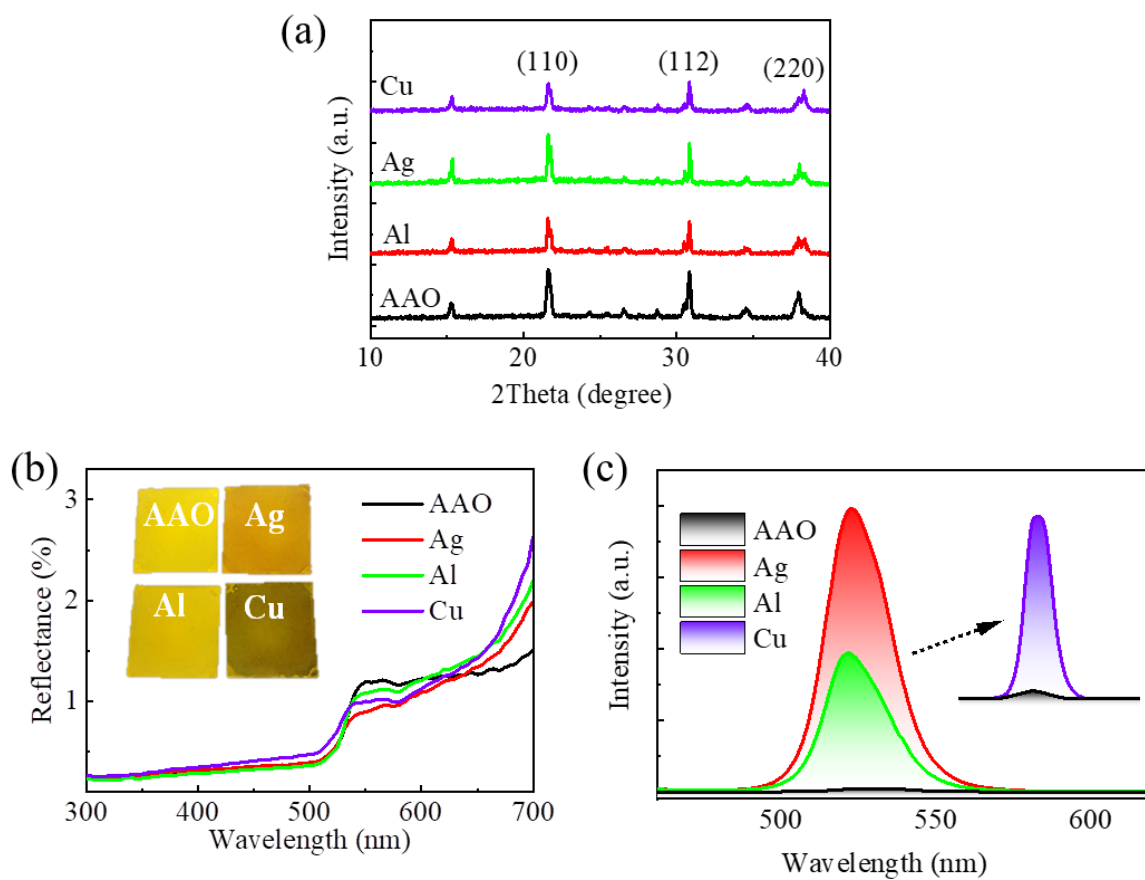 (a)
(110)
(112)
(220)
Cu
Ag
Al
AAO
Intensity (a.u.)
10
20
30
40
2Theta (degree)
(b)
3
2
1
Reflectance (%)
AAO
Ag
Al
Cu
AAO
Ag
Al
Cu
300
400
500
600
700
Wavelength (nm)
(c)
Intensity (a.u.)
AAO
Ag
Al
Cu
500
550
600
Wavelength (nm)